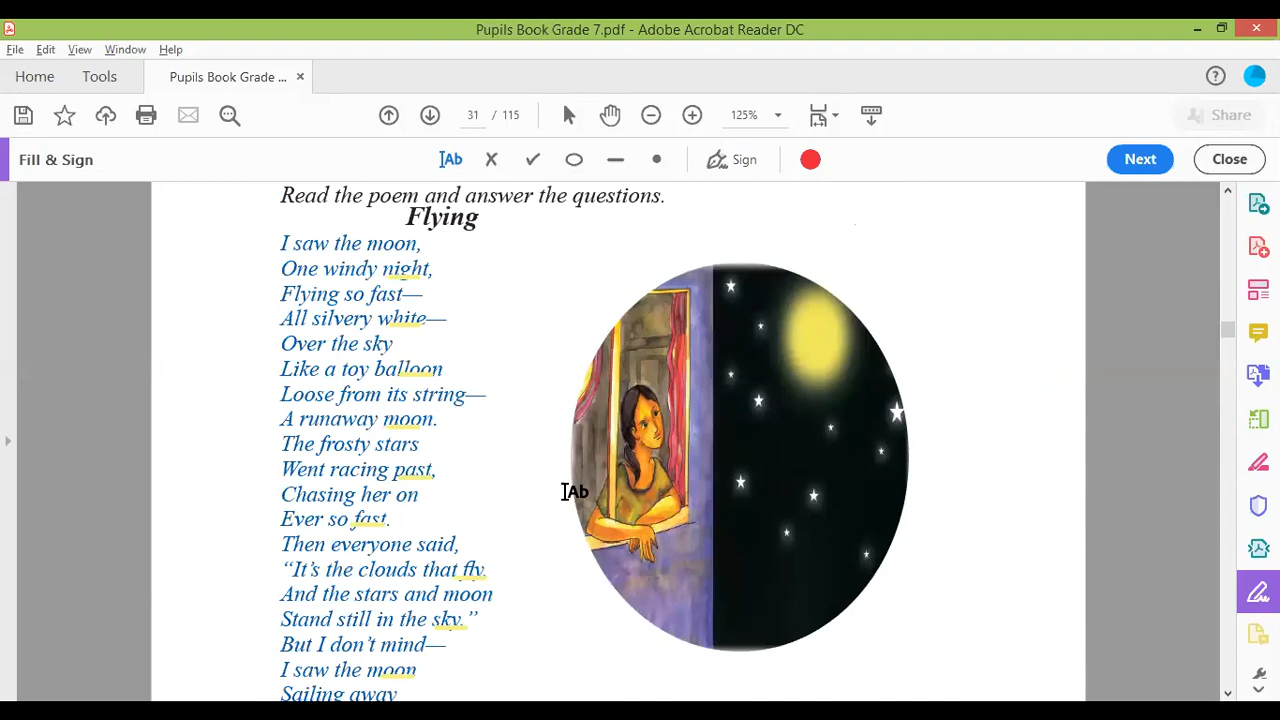 Pupils Book Grade 7.pdf - Adobe Acrobat Reader DC
File Edit View Window Help
Home Tools Pupils Book Grade ... ×
31 / 115 125% Share
Fill & Sign Ab Sign Next Close
Read the poem and answer the questions.
Flying
I saw the moon,
One windy night,
Flying so fast—
All silvery white—
Over the sky
Like a toy balloon
Loose from its string—
A runaway moon.
The frosty stars
Went racing past,
Chasing her on
Ab
Ever so fast.
Then everyone said,
“It’s the clouds that fly.
And the stars and moon
Stand still in the sky.”
But I don’t mind—
I saw the moon
Sailing away